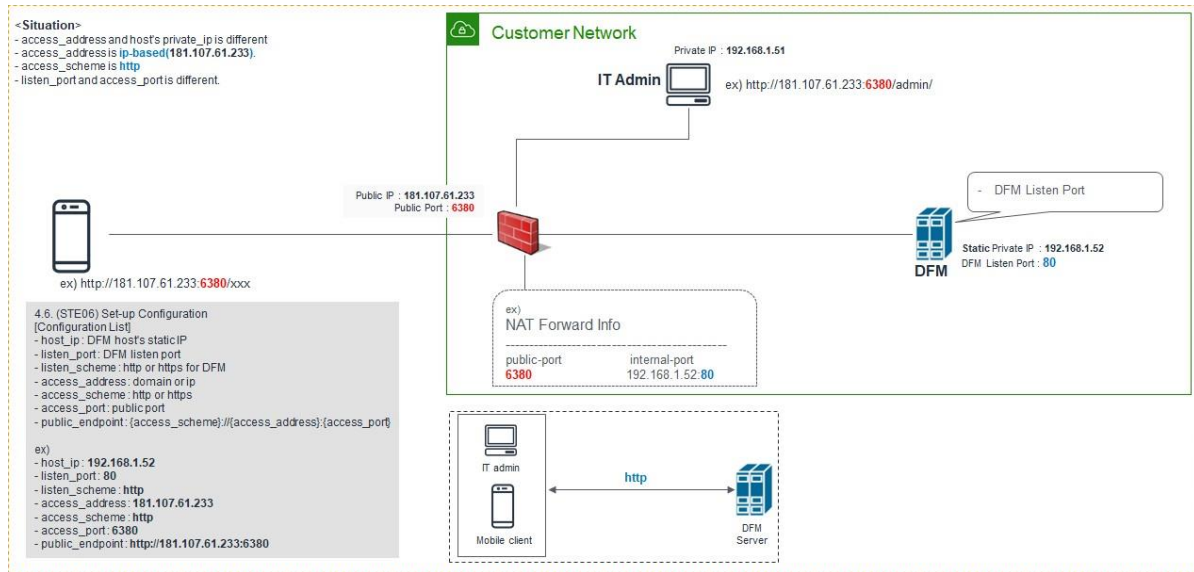 <Situation>
- access_address and host's private_ip is different
- access_address is ip-based(181.107.61.233).
- access_scheme is http
- listen_port and access_port is different.
Customer Network
Private IP : 192.168.1.51
IT Admin
ex) http://181.107.61.233:6380/admin/
Public IP : 181.107.61.233
Public Port : 6380
- DFM Listen Port
Static Private IP : 192.168.1.52
DFM Listen Port : 80
DFM
ex) http://181.107.61.233:6380/xxx
ex)
NAT Forward Info
public-port internal-port
6380 192.168.1.52:80
4.6. (STE06) Set-up Configuration
[Configuration List]
- host_ip : DFM host's static IP
- listen_port : DFM listen port
- listen_scheme : http or https for DFM
- access_address : domain or ip
- access_scheme : http or https
- access_port : public port
- public_endpoint : {access_scheme}://{access_address}:{access_port}
ex)
- host_ip : 192.168.1.52
- listen_port : 80
- listen_scheme : http
- access_address : 181.107.61.233
- access_scheme : http
- access_port : 6380
- public_endpoint : http://181.107.61.233:6380
IT admin
Mobile client
http
DFM
Server